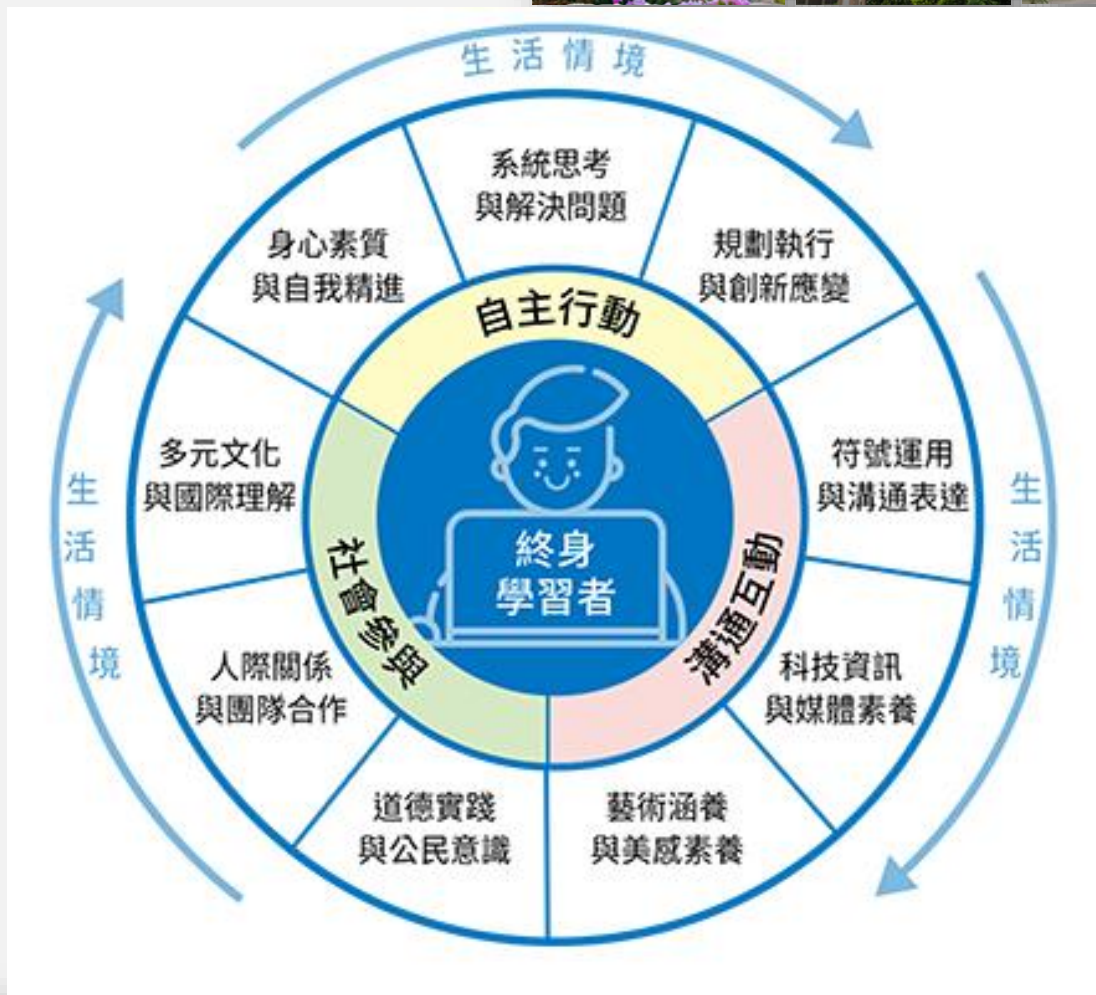 生活情境
系統思考
與解決問題
身心素質
與自我精進
規劃執行
與創新應變
自主行動
多元文化
與國際理解
符號運用
與溝通表達
生活情境
生活情境
社會參與
終身
學習者
溝通互動
人際關係
與團隊合作
科技資訊
與媒體素養
道德實踐
與公民意識
藝術涵養
與美感素養